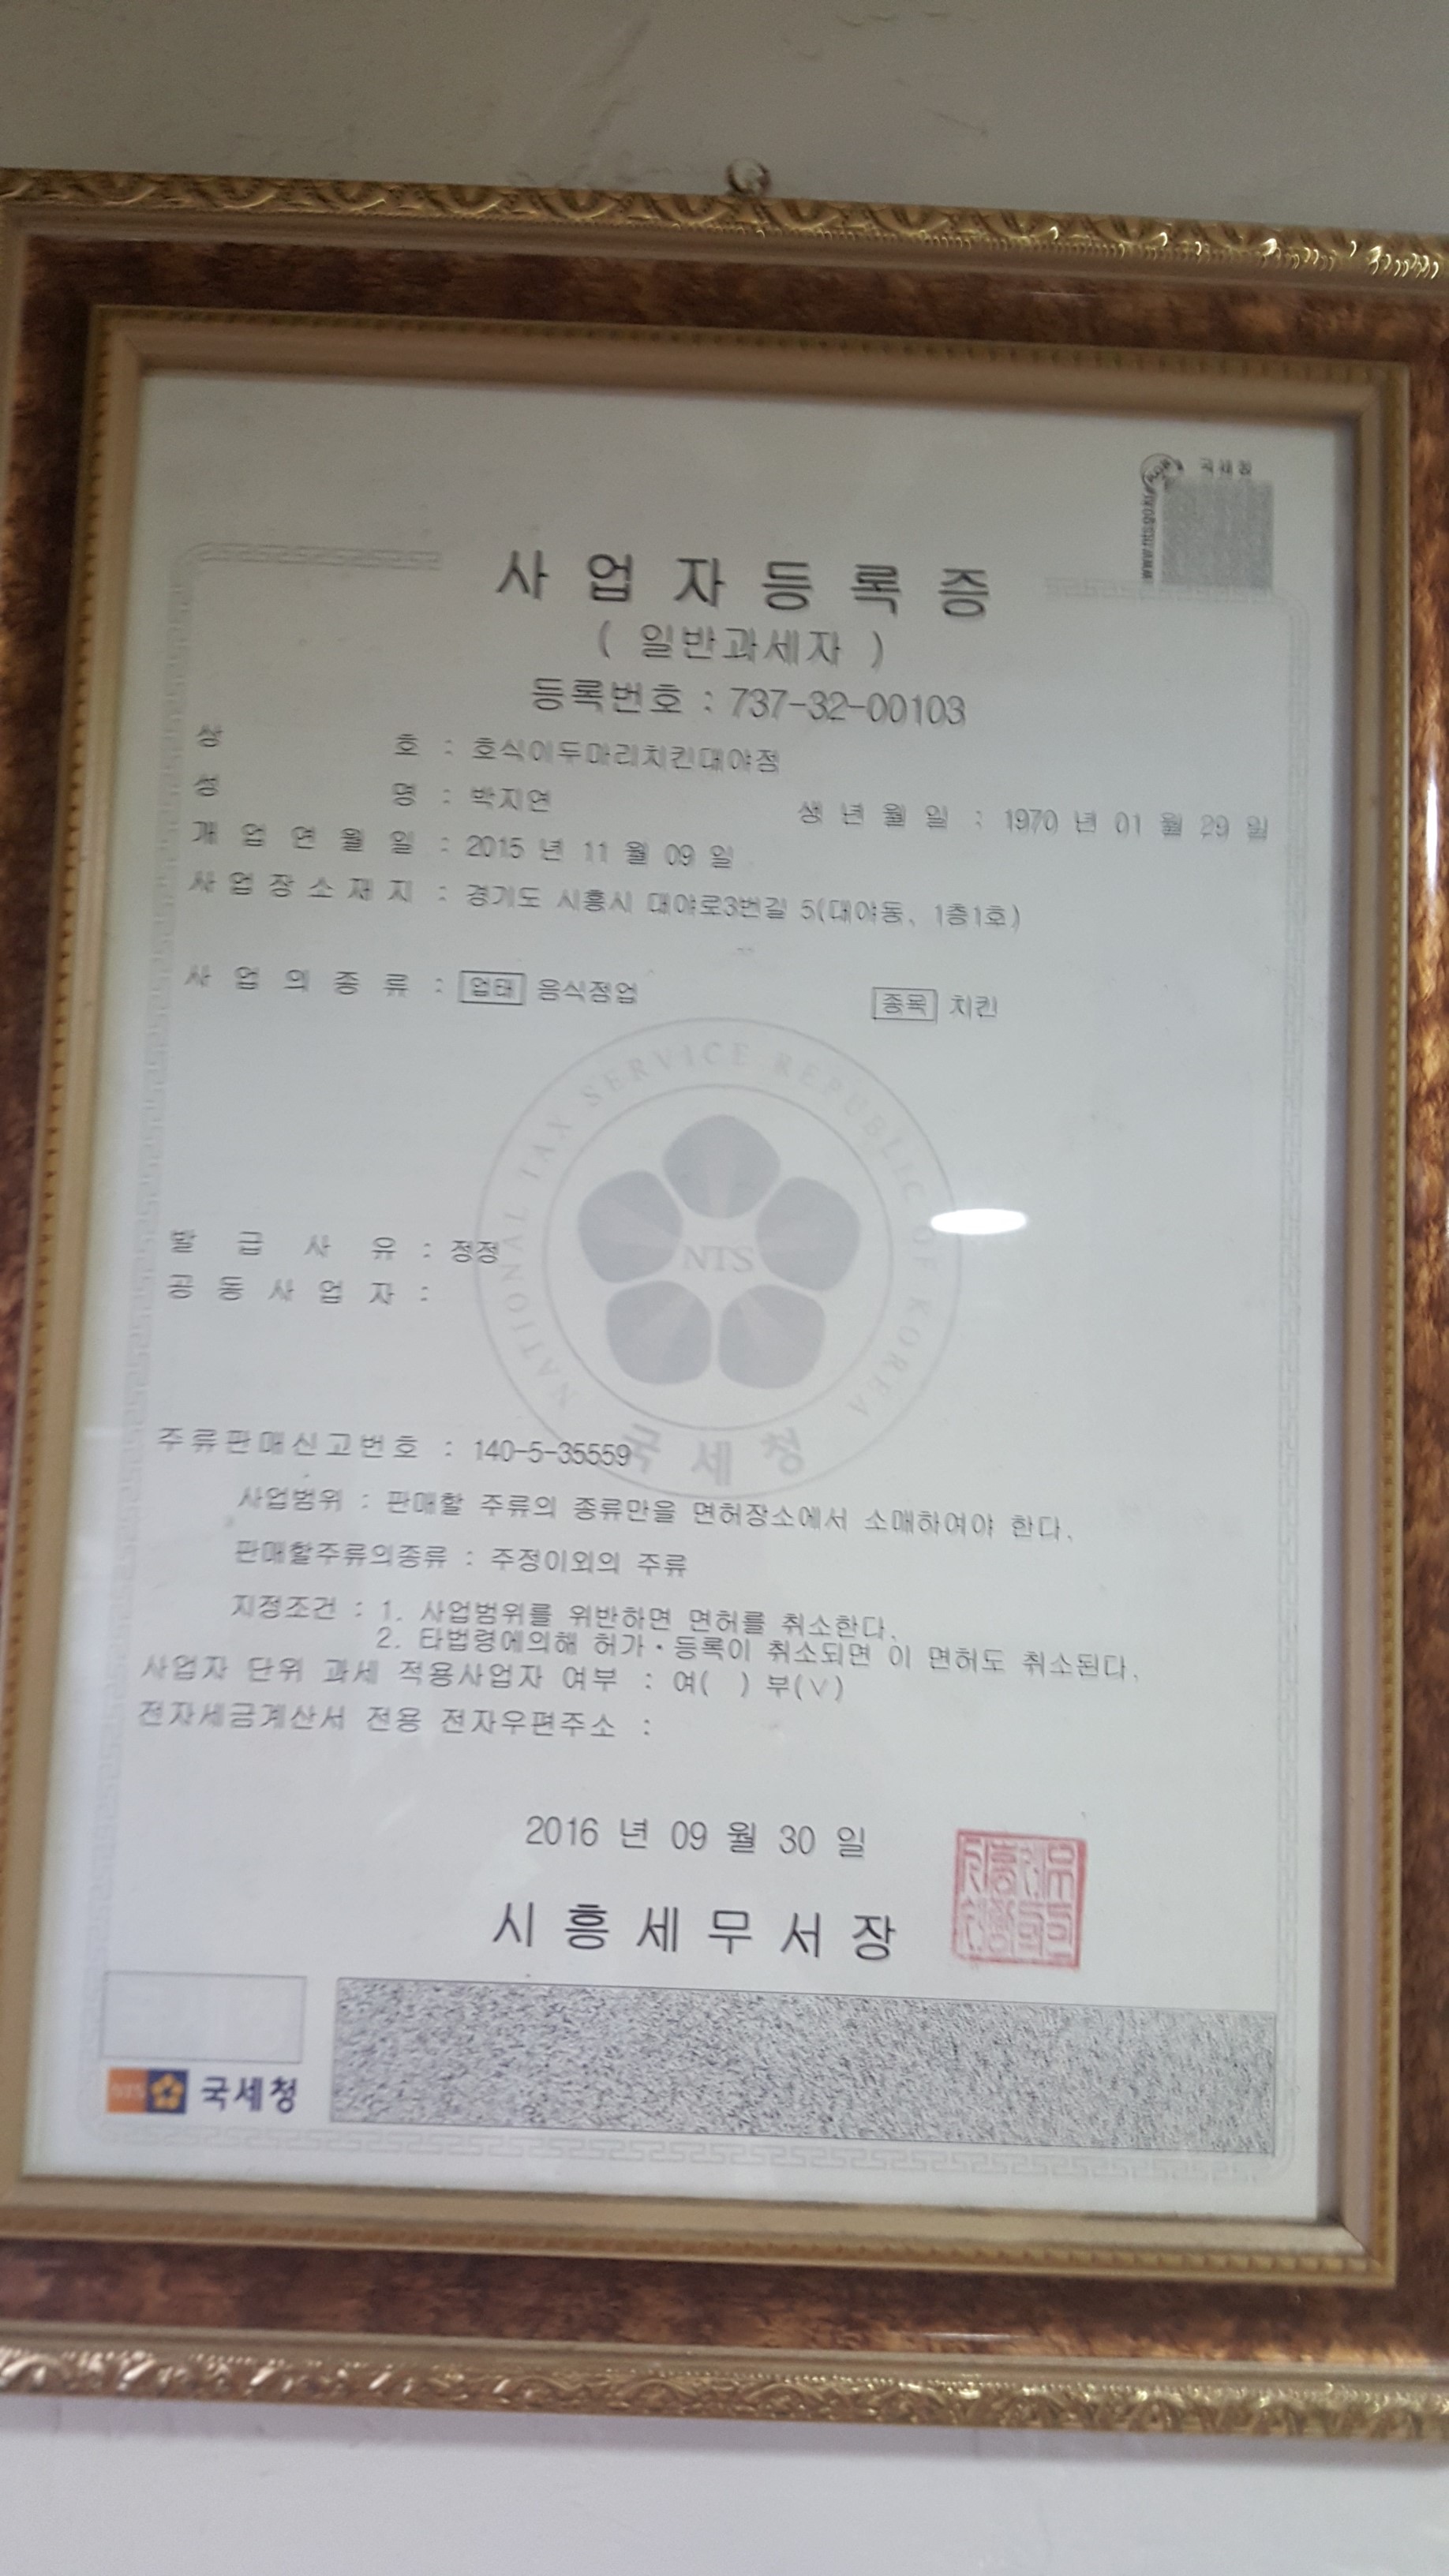 국세청
www.nts.go.kr
사업자등록증
( 일반과세자 )
등록번호 : 737-32-00103
상 호 : 호식이두마리치킨대야점
성 명 : 박지연 생 년 월 일 : 1970 년 01 월 29 일
개 업 연 월 일 : 2015 년 11 월 09 일
사 업 장 소 재 지 : 경기도 시흥시 대야로3번길 5(대야동, 1층1호)
사 업 의 종 류 : 업태 음식점업 종목 치킨
NATIONAL TAX SERVICE REPUBLIC OF KOREA
NTS
국세청
발 급 사 유 : 정정
공 동 사 업 자 :
주류판매신고번호 : 140-5-35559
사업범위 : 판매할 주류의 종류만을 면허장소에서 소매하여야 한다.
판매할주류의종류 : 주정이외의 주류
지정조건 : 1. 사업범위를 위반하면 면허를 취소한다.
2. 타법령에의해 허가·등록이 취소되면 이 면허도 취소된다.
사업자 단위 과세 적용사업자 여부 : 여( ) 부(∨)
전자세금계산서 전용 전자우편주소 :
2016 년 09 월 30 일
시 흥 세 무 서 장
NTS 국세청